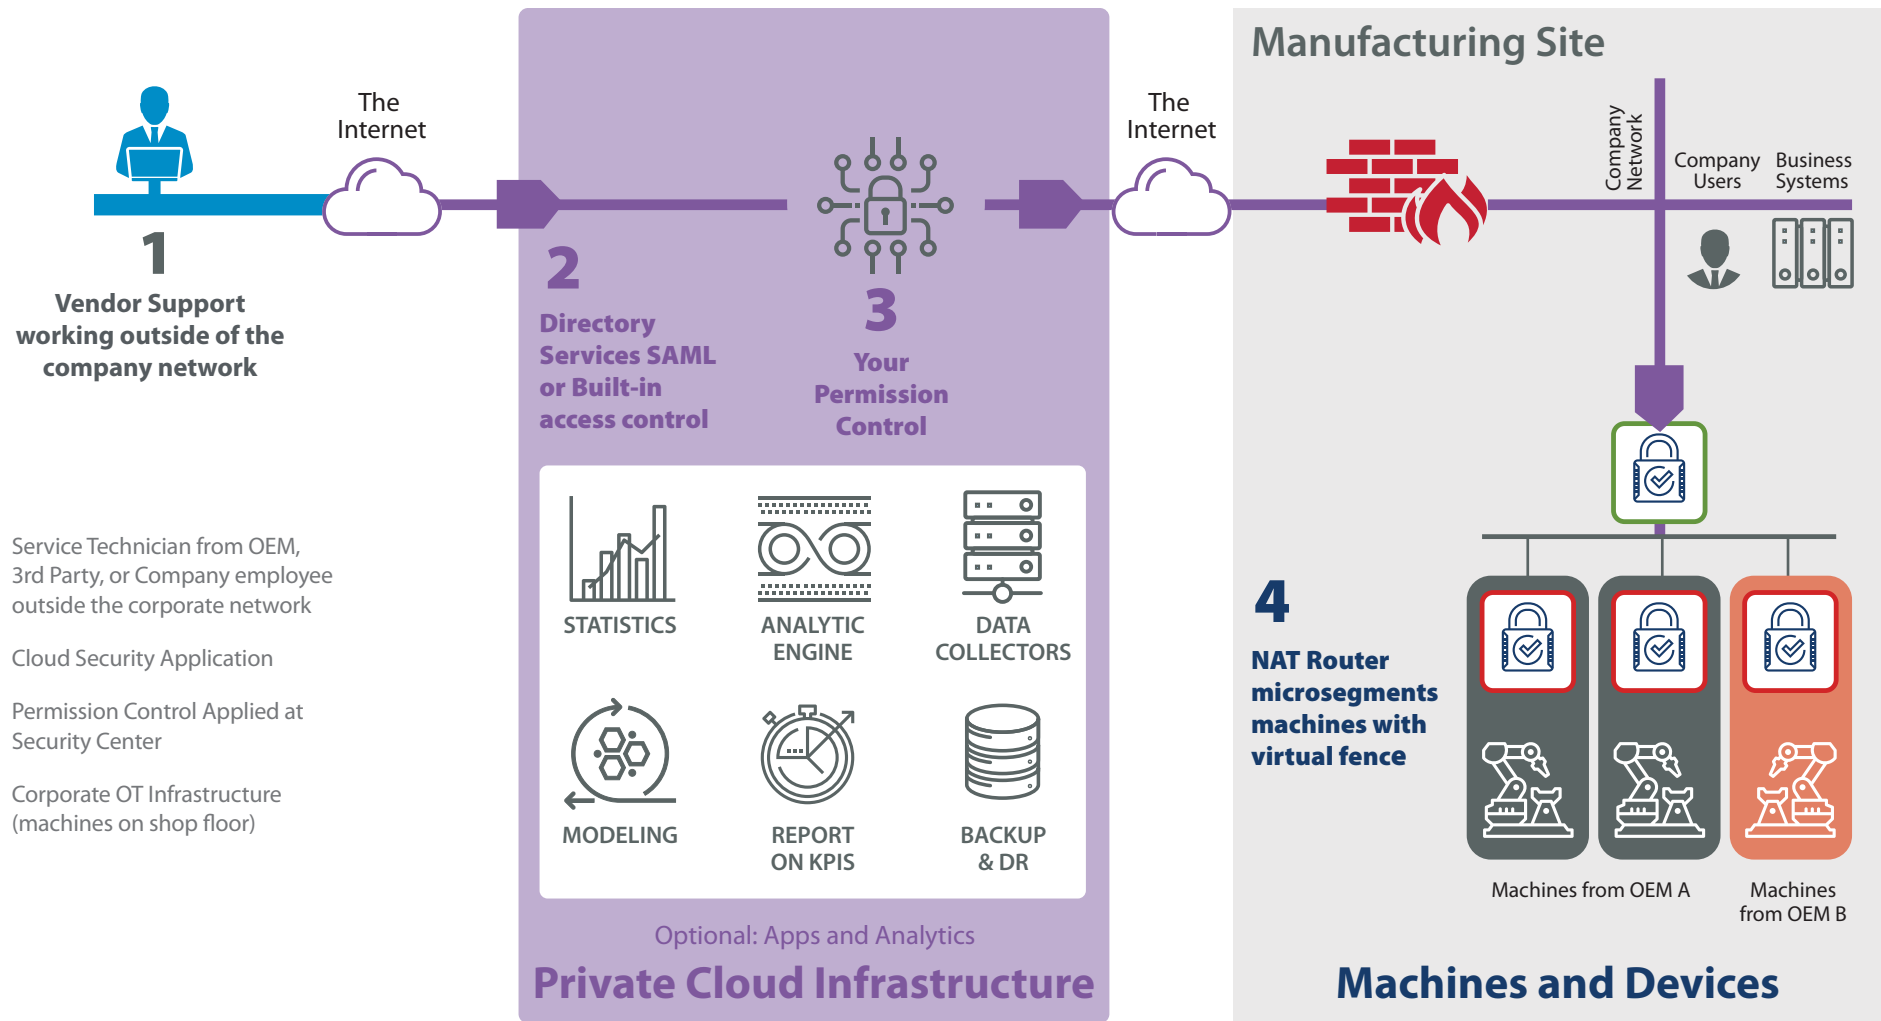 The
Internet
1
Vendor Support
working outside of the
company network
Service Technician from OEM,
3rd Party, or Company employee
outside the corporate network
Cloud Security Application
Permission Control Applied at
Security Center
Corporate OT Infrastructure
(machines on shop floor)
2
Directory
Services SAML
or Built-in
access control
3
Your
Permission
Control
STATISTICS
ANALYTIC
ENGINE
DATA
COLLECTORS
MODELING
REPORT
ON KPIS
BACKUP
& DR
Optional: Apps and Analytics
Private Cloud Infrastructure
The
Internet
Manufacturing Site
Company
Network
Company
Users
Business
Systems
4
NAT Router
microsegments
machines with
virtual fence
Machines from OEM A
Machines
from OEM B
Machines and Devices